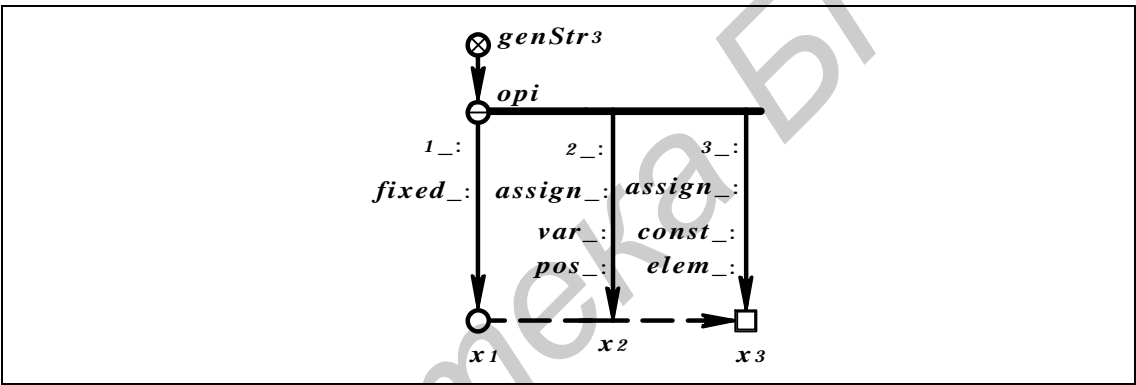 genStr3
opi
1_: 2_: 3_:
fixed_: assign_: assign_:
var_: const_:
pos_: elem_:
x1 x2 x3